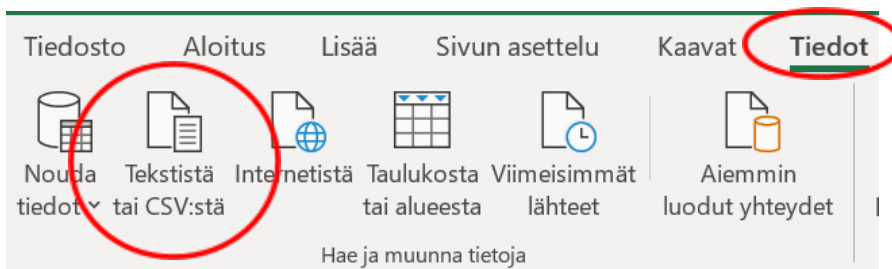 Tiedosto Aloitus Lisää Sivun asettelu Kaavat Tiedot
Nouda Tekstistä Internetistä Taulukosta Viimeisimmät Aiemmin
tiedot tai CSV:stä tai alueesta lähteet luodut yhteydet
Hae ja muunna tietoja